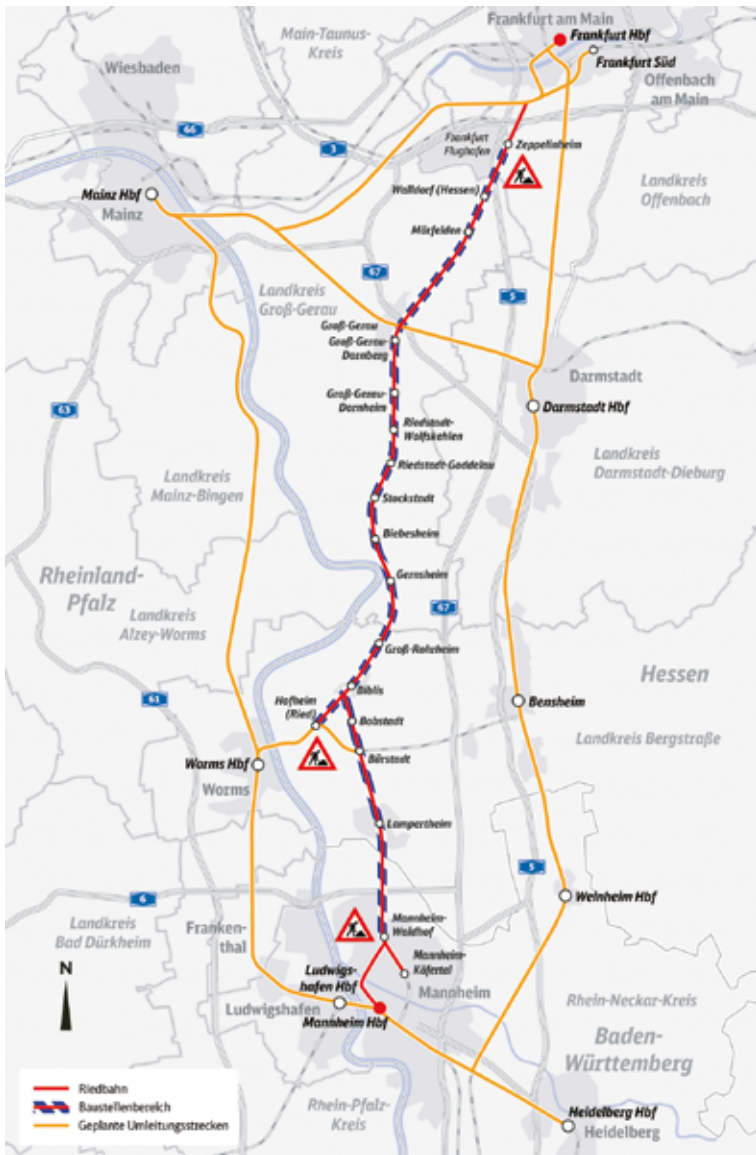 Frankfurt am Main
Frankfurt Hbf
Frankfurt Süd
Main-Taunus-
Kreis
Wiesbaden
Offenbach
am Main
66
3
Frankfurt
Flughafen
Zeppelinheim
Mainz Hbf
Mainz
Walldorf (Hessen)
Landkreis
Offenbach
Mörfelden
67
5
Landkreis
Groß-Gerau
Groß-Gerau
Groß-Gerau-
Dornberg
Darmstadt
63
Groß-Gerau-
Dornheim
Darmstadt Hbf
Riedstadt-
Wolfskehlen
Landkreis
Mainz-Bingen
Riedstadt-Goddelau
Landkreis
Darmstadt-Dieburg
Stockstadt
Biebesheim
Rheinland-
Pfalz
Gernsheim
67
Landkreis
Alzey-Worms
Groß-Rohrheim
Hessen
61
Biblis
Hofheim
(Ried)
Bobstadt
Bensheim
Landkreis Bergstraße
Worms Hbf
Worms
Bürstadt
Lampertheim
5
6
Weinheim Hbf
Landkreis
Bad Dürkheim
Franken-
thal
Mannheim-
Waldhof
Mannheim-
Käfertal
N
Ludwigs-
hafen Hbf
Ludwigshafen
Mannheim
Mannheim Hbf
Rhein-Neckar-Kreis
Baden-
Württemberg
Riedbahn
Baustellenbereich
Geplante Umleitungsstrecken
Rhein-Pfalz-
Kreis
Heidelberg Hbf
Heidelberg